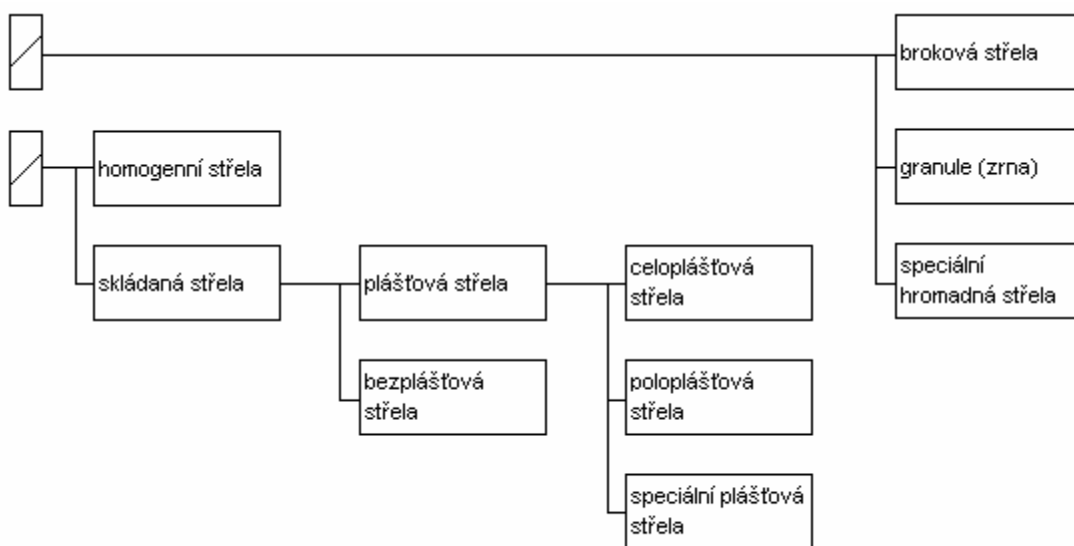 broková střela
homogenní střela
granule (zrna)
skládaná střela
plášťová střela
celoplášťová
střela
speciální
hromadná střela
bezplášťová
střela
poloplášťová
střela
speciální plášťová
střela